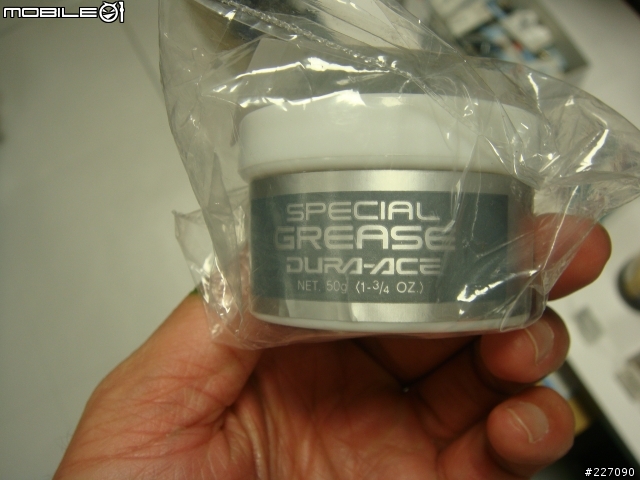 mobile01
SPECIAL
GREASE
DURA-ACE
NET. 50g (1-3/4 OZ.)
#227090